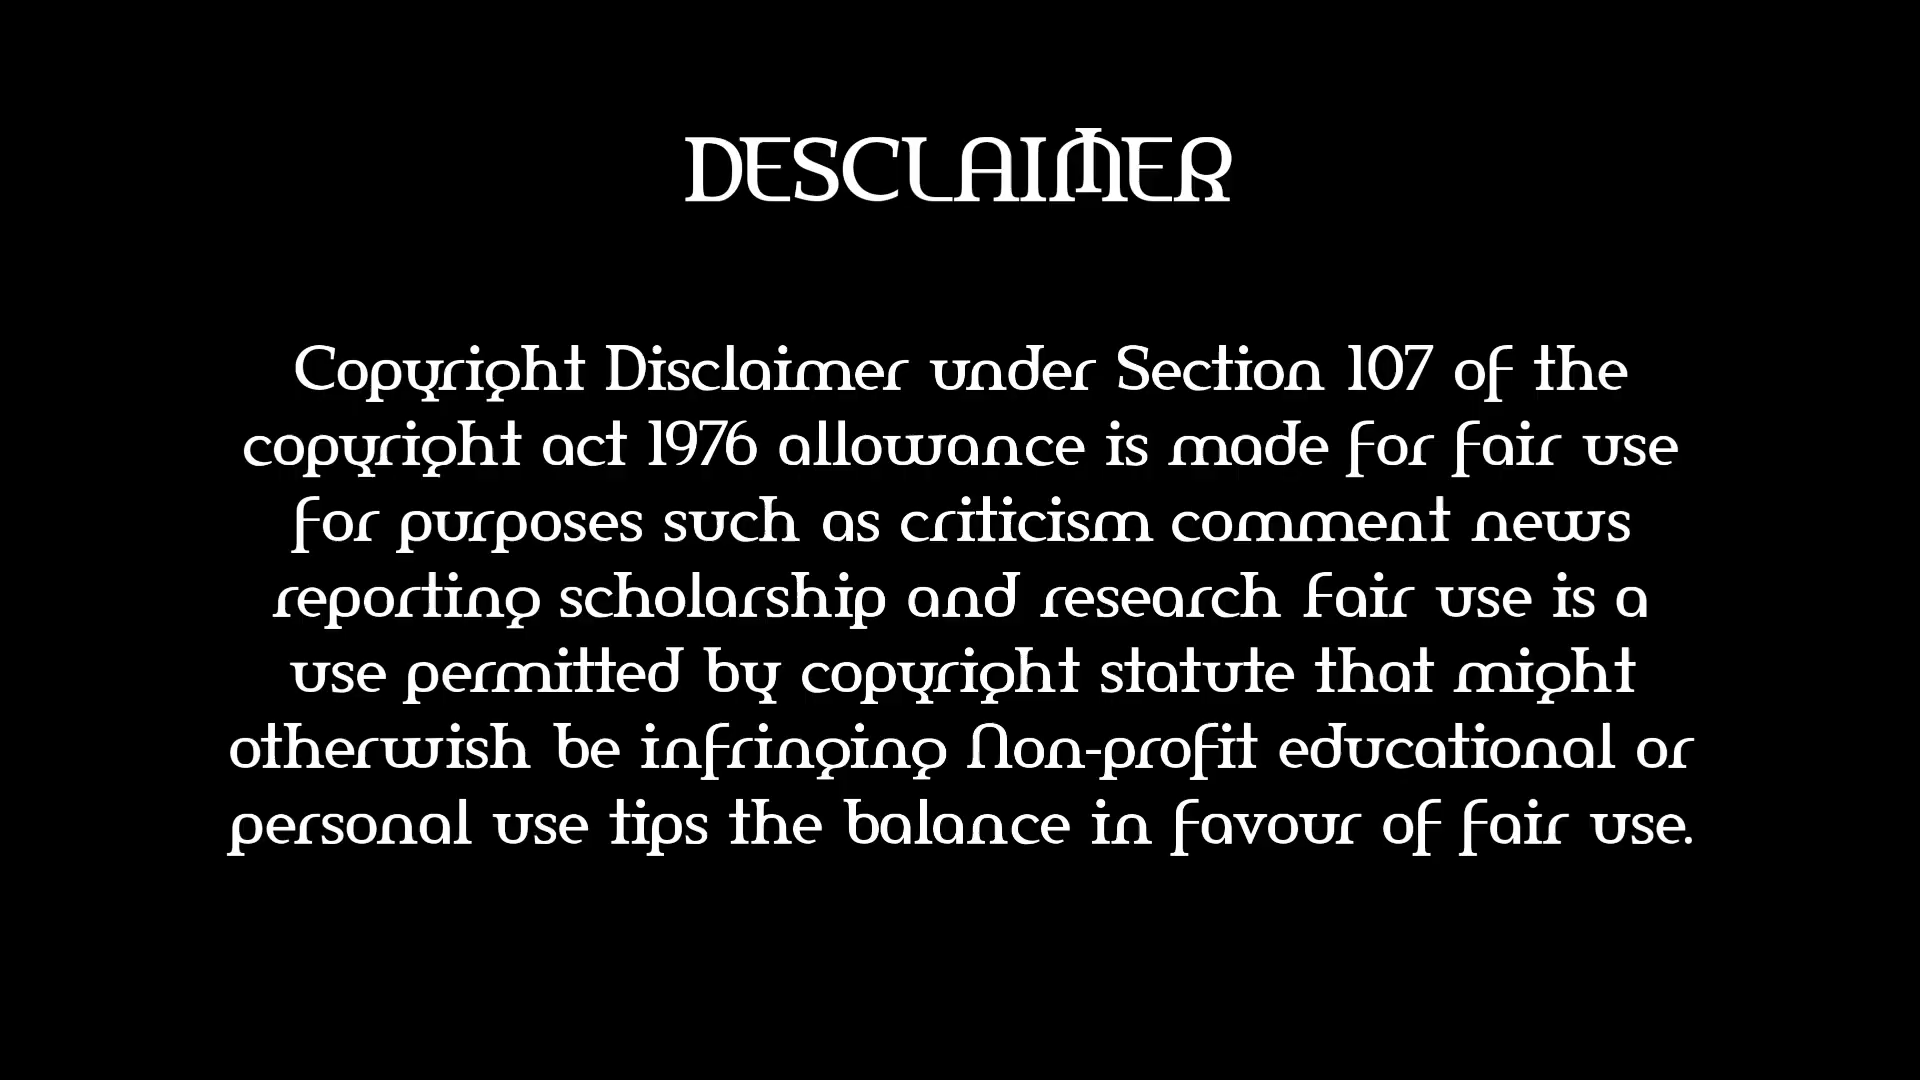 DESCLAIMER
Copyright Disclaimer under Section 107 of the
copyright act 1976 allowance is made for fair use
for purposes such as criticism comment news
reporting scholarship and research Fair use is a
use permitted by copyright statute that might
otherwish be infringing Non-profit educational or
personal use tips the balance in favour of fair use.